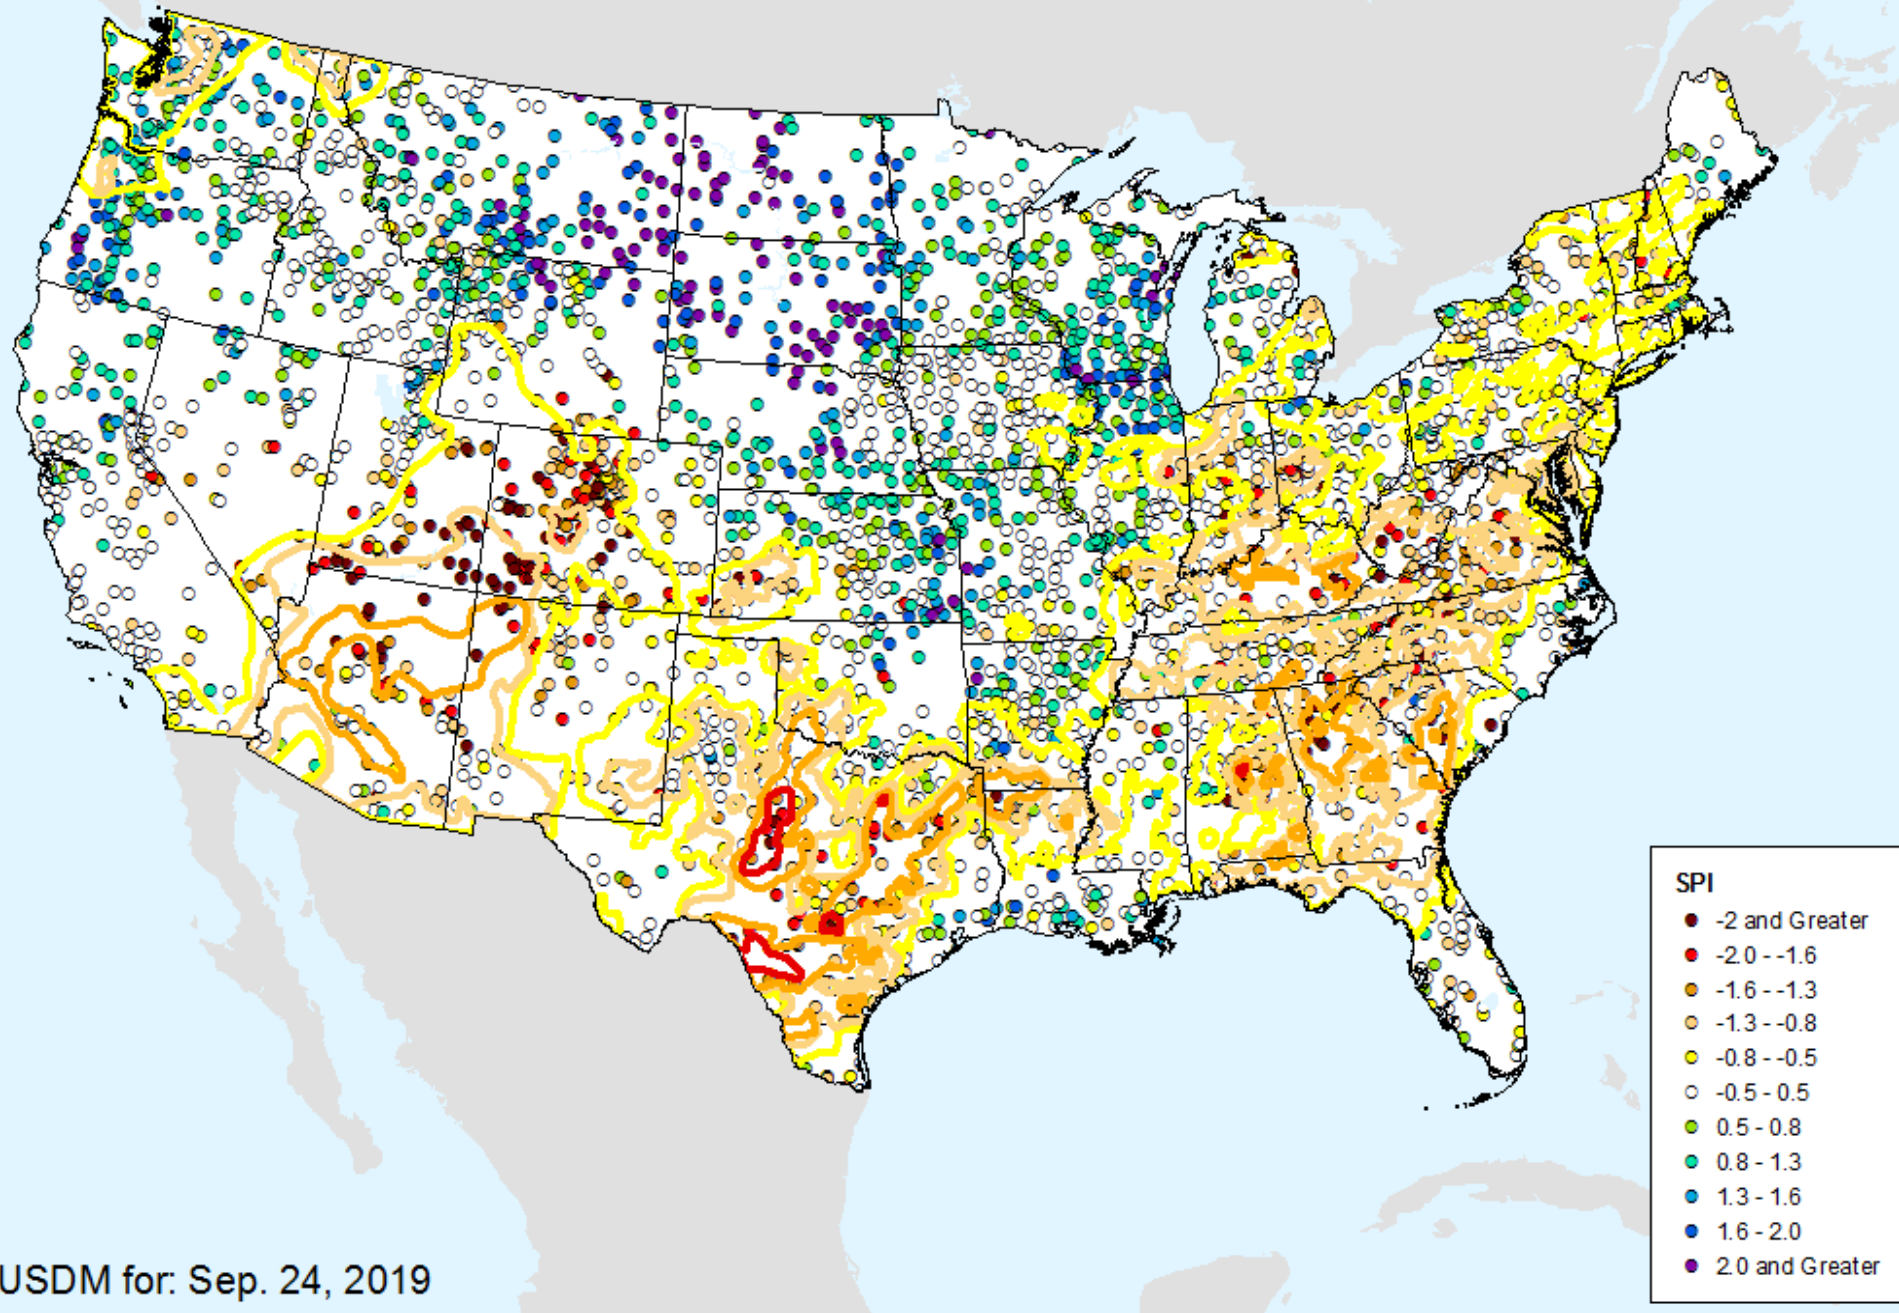 SPI
-2 and Greater
-2.0 - -1.6
-1.6 - -1.3
-1.3 - -0.8
-0.8 - -0.5
-0.5 - 0.5
0.5 - 0.8
0.8 - 1.3
1.3 - 1.6
1.6 - 2.0
2.0 and Greater
USDM for: Sep. 24, 2019